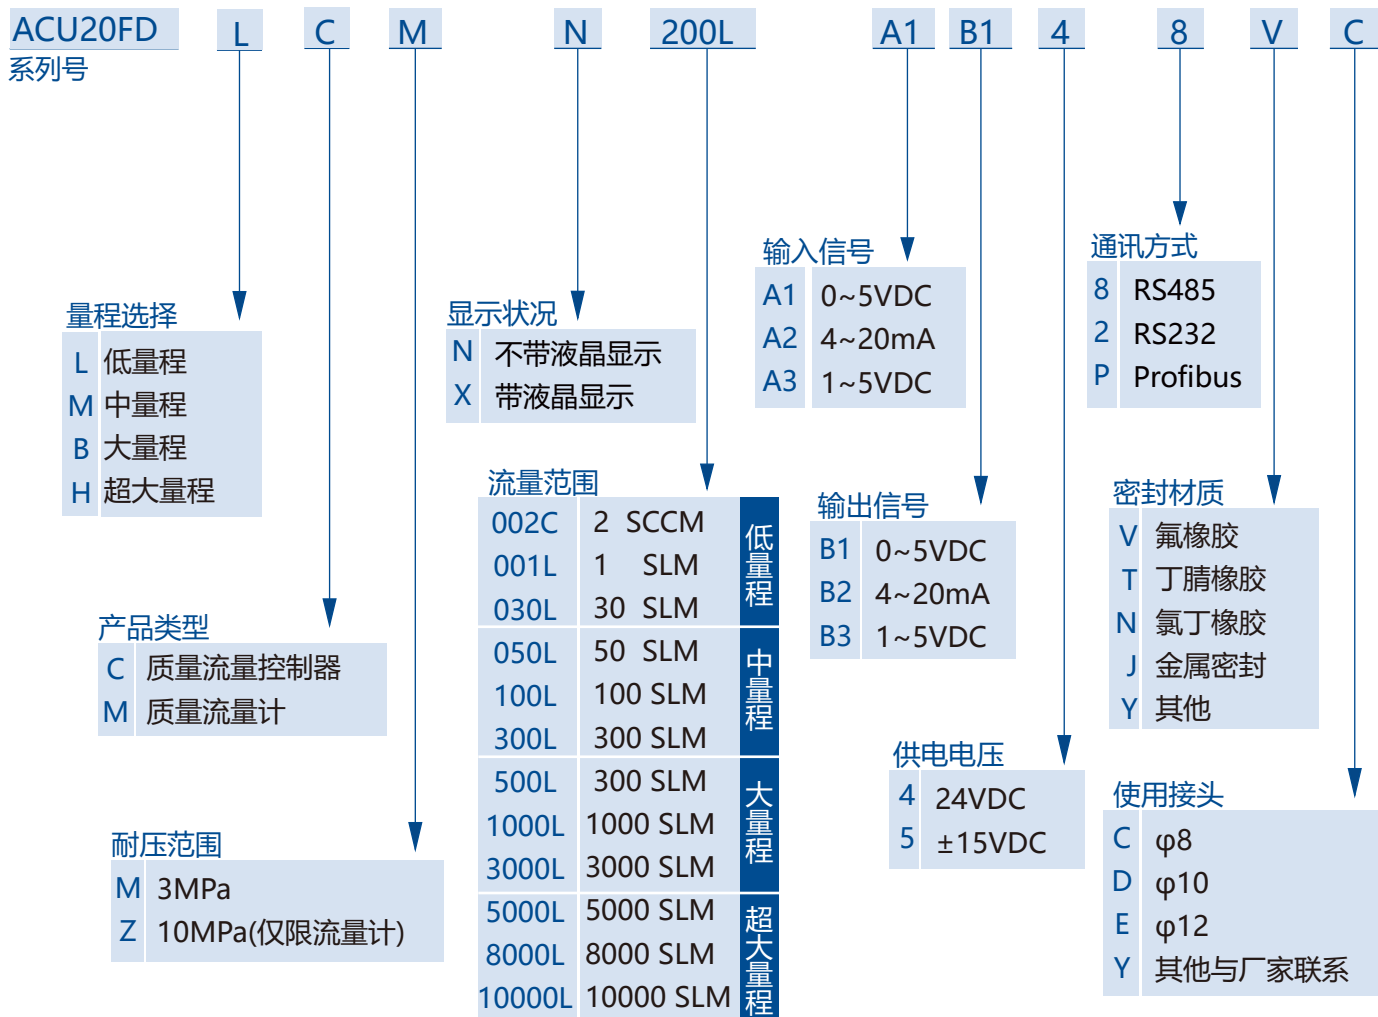 ACU20FD L C M N 200L A1 B1 4 8 V C
系列号
量程选择
L 低量程
M 中量程
B 大量程
H 超大量程
产品类型
C 质量流量控制器
M 质量流量计
耐压范围
M 3MPa
Z 10MPa(仅限流量计)
显示状况
N 不带液晶显示
X 带液晶显示
流量范围
002C 2 SCCM
001L 1 SLM
030L 30 SLM
低量程
050L 50 SLM
100L 100 SLM
300L 300 SLM
中量程
500L 300 SLM
1000L 1000 SLM
3000L 3000 SLM
大量程
5000L 5000 SLM
8000L 8000 SLM
10000L 10000 SLM
超大量程
输入信号
A1 0~5VDC
A2 4~20mA
A3 1~5VDC
输出信号
B1 0~5VDC
B2 4~20mA
B3 1~5VDC
供电电压
4 24VDC
5 ±15VDC
通讯方式
8 RS485
2 RS232
P Profibus
密封材质
V 氟橡胶
T 丁腈橡胶
N 氯丁橡胶
J 金属密封
Y 其他
使用接头
C φ8
D φ10
E φ12
Y 其他与厂家联系